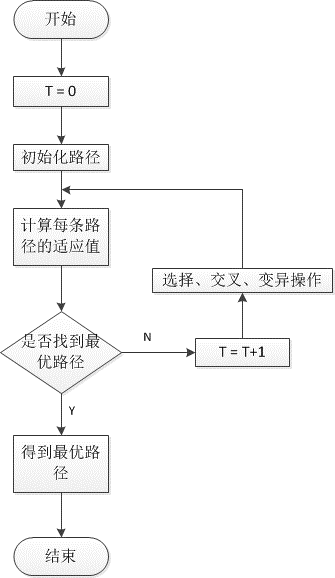 开始
T = 0
初始化路径
计算每条路
径的适应值
选择、交叉、变异操作
是否找到最
优路径
N
T = T+1
Y
得到最优路
径
结束